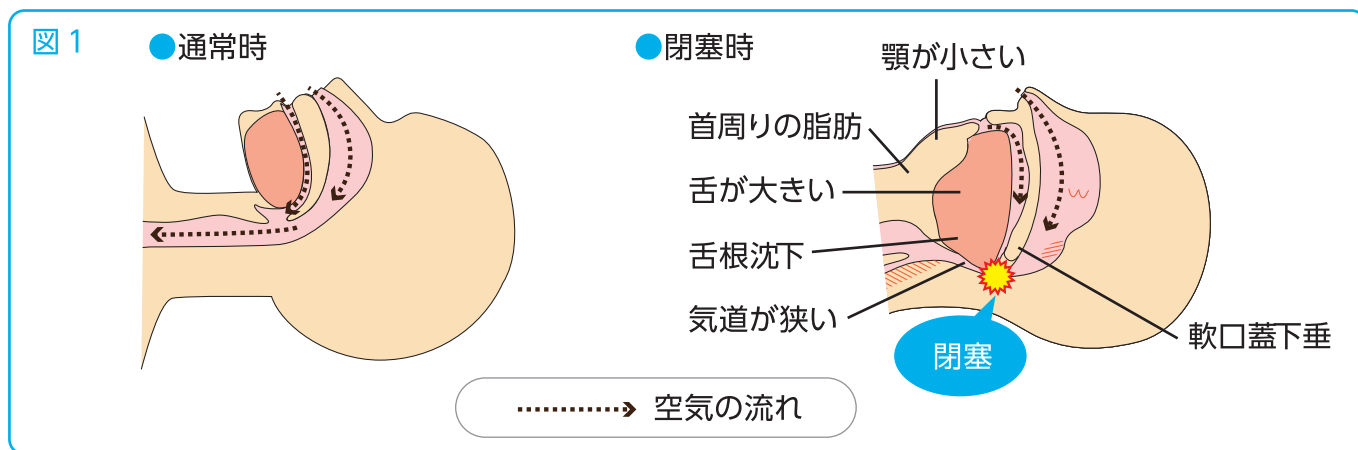 図 1
●通常時
●閉塞時
顎が小さい
首周りの脂肪
舌が大きい
舌根沈下
気道が狭い
閉塞
軟口蓋下垂
空気の流れ